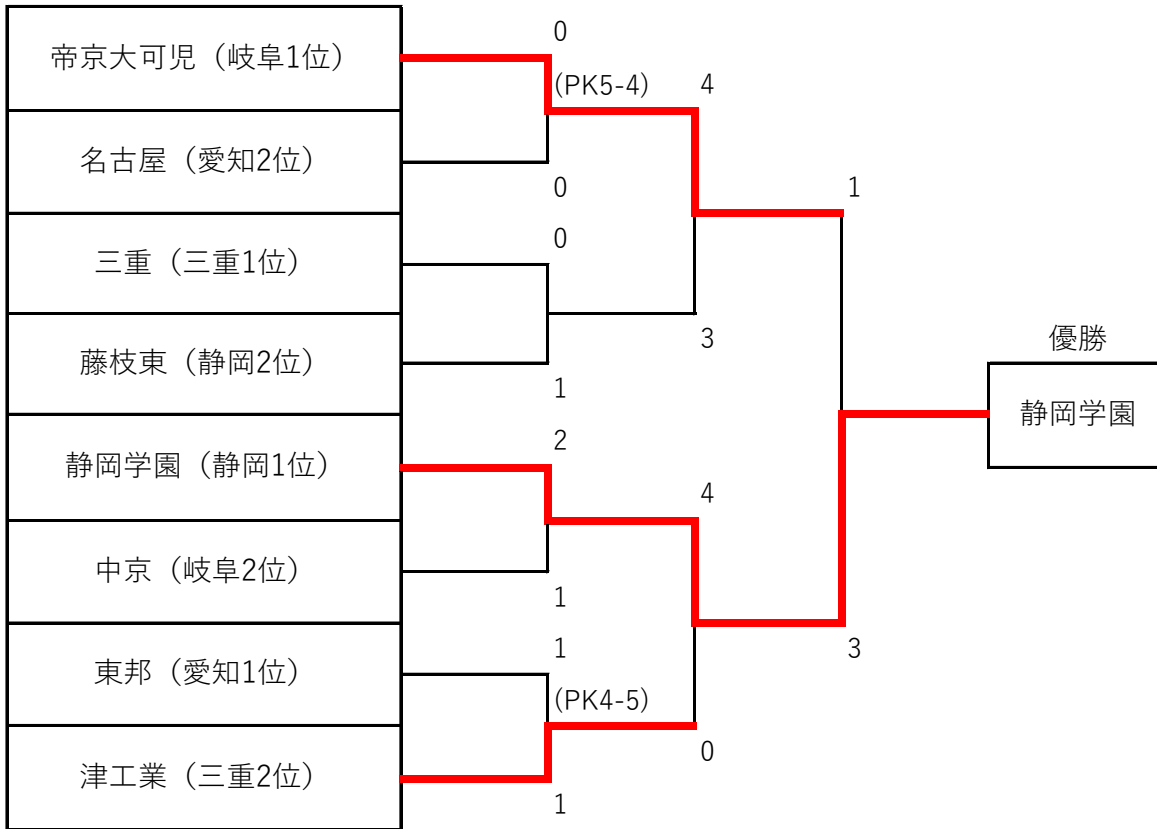 帝京大可児（岐阜1位）
名古屋（愛知2位）
三重（三重1位）
藤枝東（静岡2位）
静岡学園（静岡1位）
中京（岐阜2位）
東邦（愛知1位）
津工業（三重2位）
0
(PK5-4)
0
0
1
2
1
1
(PK4-5)
1
4
3
4
0
1
3
優勝
静岡学園